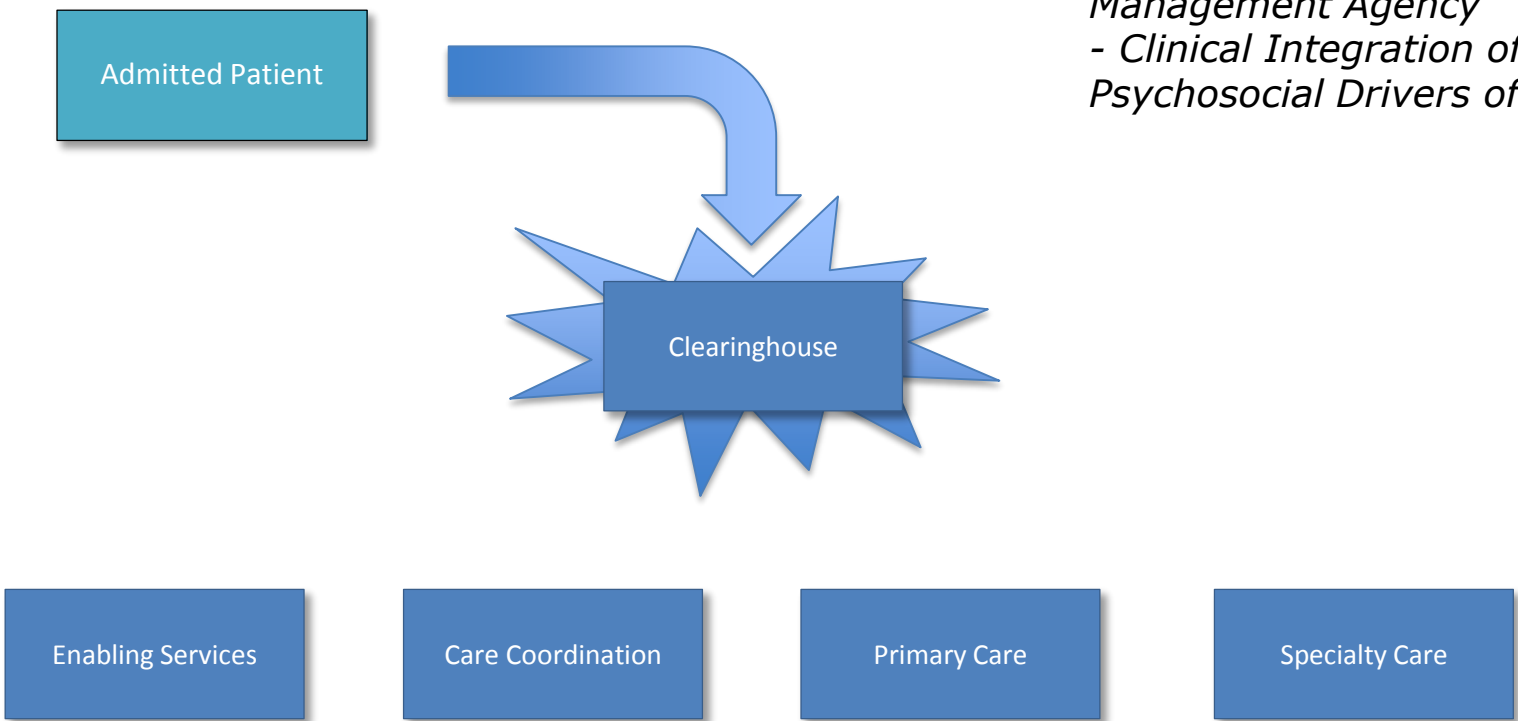 Management Agency
- Clinical Integration of
Psychosocial Drivers of
Admitted Patient
Clearinghouse
Enabling Services
Care Coordination
Primary Care
Specialty Care